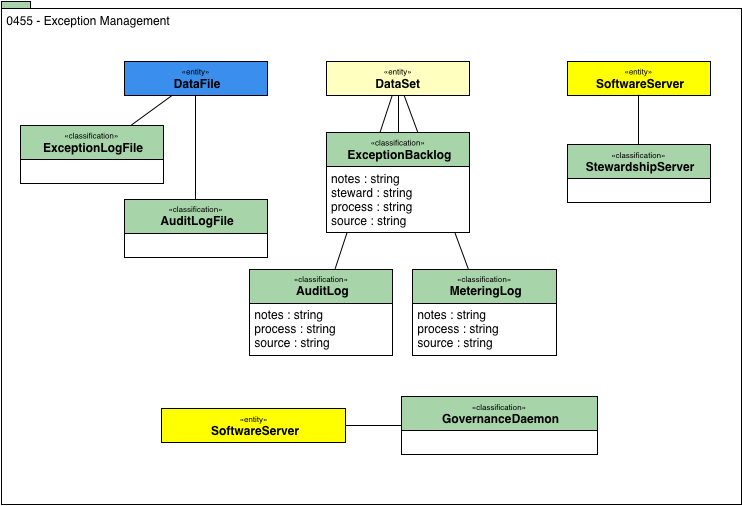 0455 - Exception Management
«entity»
DataFile
«entity»
DataSet
«entity»
SoftwareServer
«classification»
ExceptionLogFile
«classification»
ExceptionBacklog
notes : string
steward : string
process : string
source : string
«classification»
StewardshipServer
«classification»
AuditLogFile
«classification»
AuditLog
notes : string
process : string
source : string
«classification»
MeteringLog
notes : string
process : string
source : string
«entity»
SoftwareServer
«classification»
GovernanceDaemon